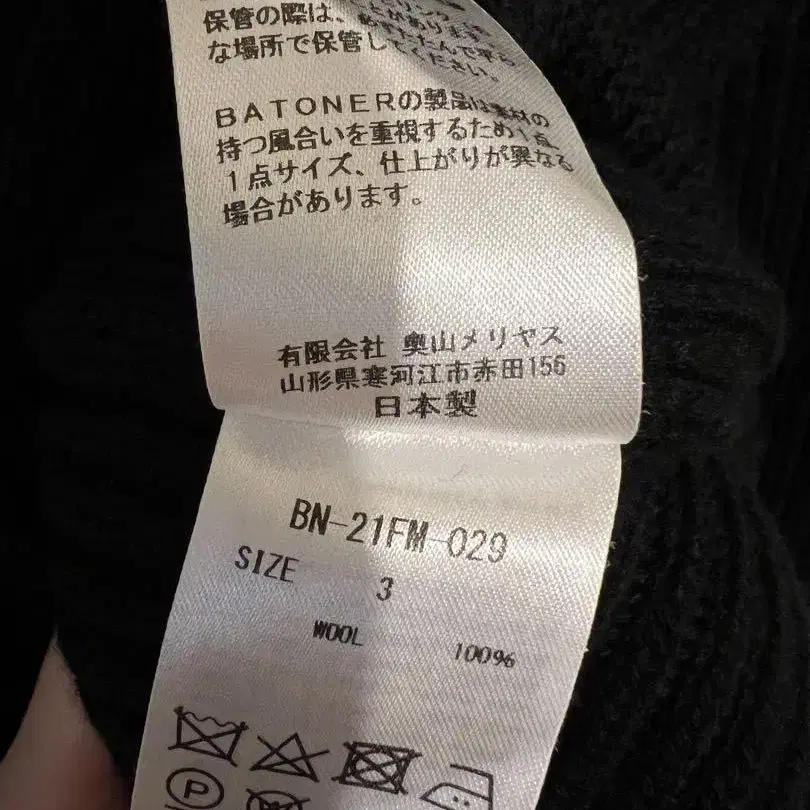 保管の際は、
な場所で保管してください。
BATONERの製品は素材の
持つ風合いを重視するため1点
1点サイズ、仕上がりが異なる
場合があります。
有限会社 奥山メリヤス
山形県寒河江市赤田156
日本製
BN-21FM-029
SIZE 3
WOOL 100%
P